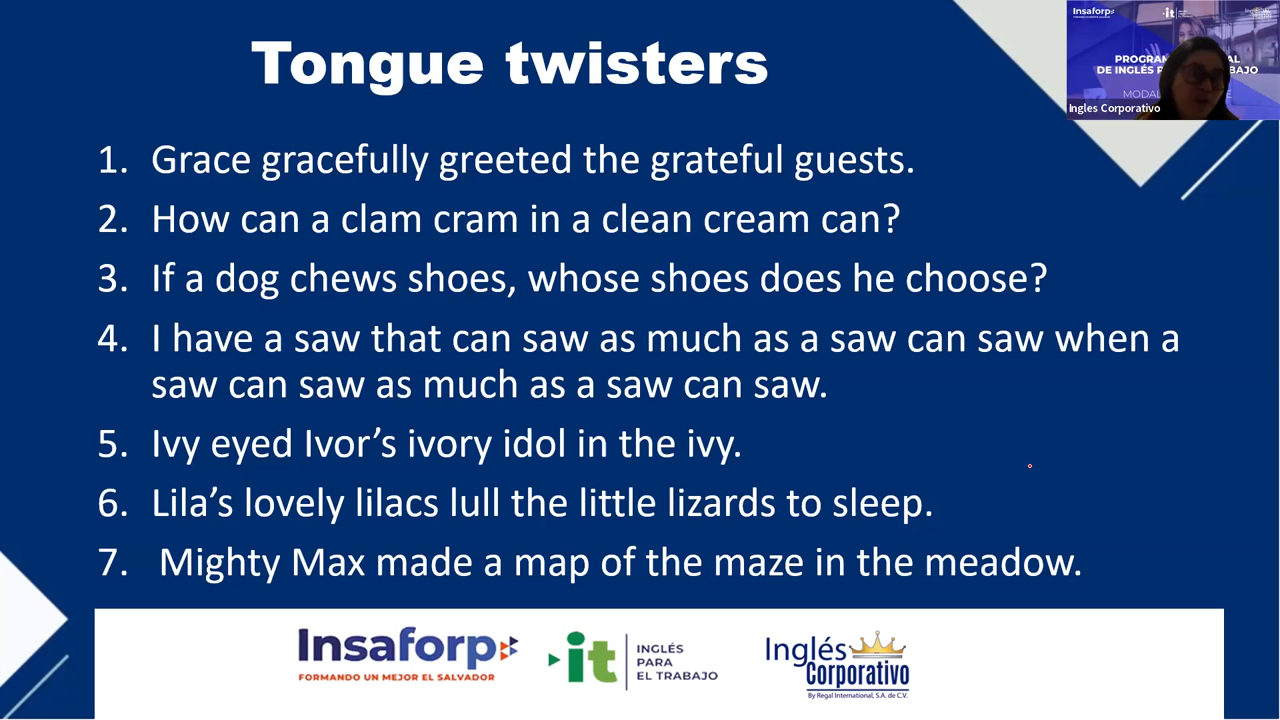 Tongue twisters
1. Grace gracefully greeted the grateful guests.
2. How can a clam cram in a clean cream can?
3. If a dog chews shoes, whose shoes does he choose?
4. I have a saw that can saw as much as a saw can saw when a
saw can saw as much as a saw can saw.
5. Ivy eyed Ivor’s ivory idol in the ivy.
6. Lila’s lovely lilacs lull the little lizards to sleep.
7. Mighty Max made a map of the maze in the meadow.
Insaforp
it
DE INGLÉS
Ingles Corporativo
Insaforp
FORMANDO UN MEJOR EL SALVADOR
it
INGLÉS
PARA
EL TRABAJO
Inglés
Corporativo
By Regal International, S.A. de C.V.